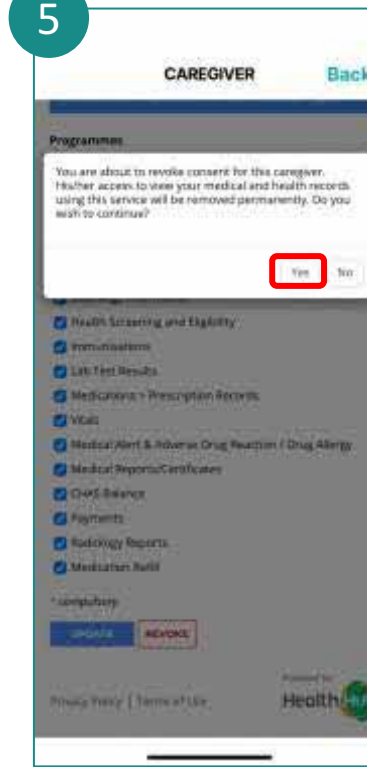 5
CAREGIVER
Back
Programmes
You are about to revoke consent for this caregiver.
His/her access to view your medical and health records
using this service will be removed permanently. Do you
wish to continue?
Yes
No
Health Screening and Eligibility
Immunisations
Lab Test Results
Medications > Prescription Records
Vitals
Medical Alert & Adverse Drug Reaction / Drug Allergy
Medical Reports/Certificates
CHAS Balance
Payments
Radiology Reports
Medication Refill
* compulsory
UPDATE
REVOKE
Privacy Policy | Terms of Use
Powered by
Health